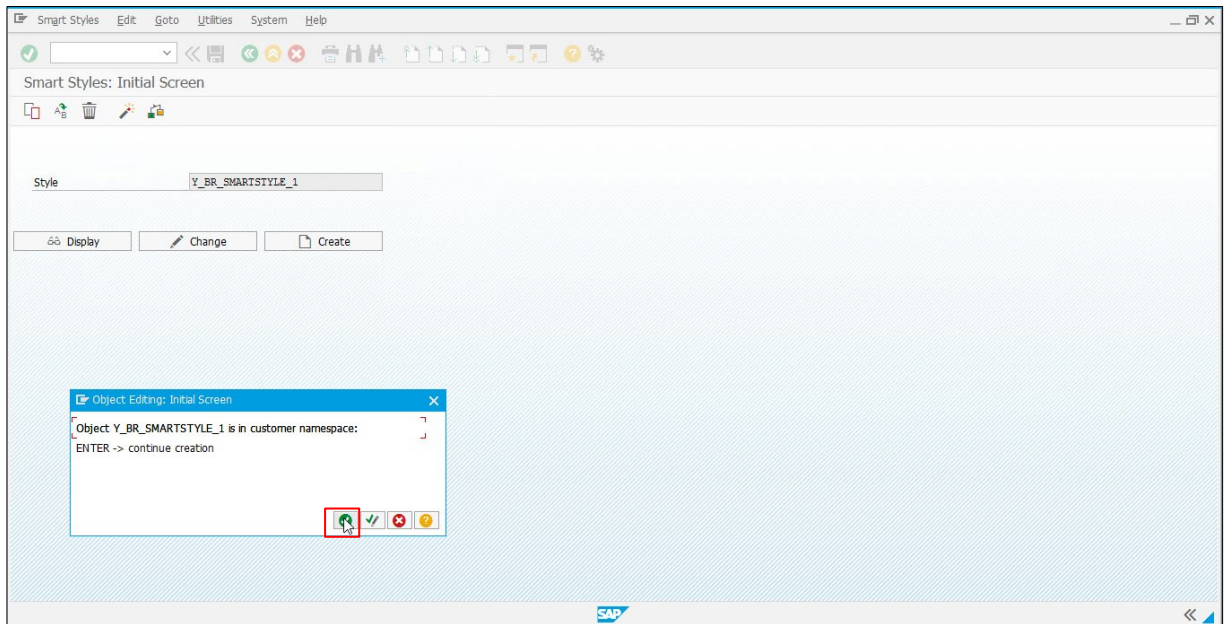 Smart Styles Edit Goto Utilities System Help
Smart Styles: Initial Screen
Style Y_BR_SMARTSTYLE_1
Display Change Create
Object Editing: Initial Screen
Object Y_BR_SMARTSTYLE_1 is in customer namespace:
ENTER -> continue creation
SAP